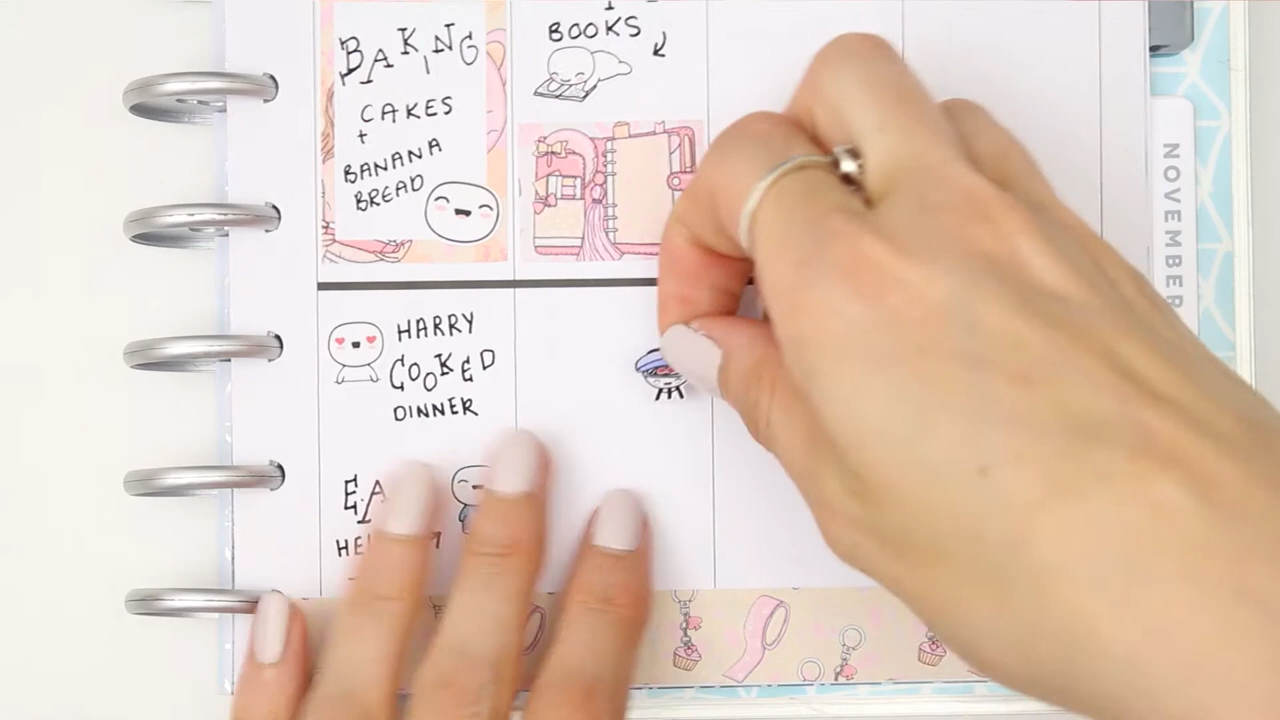 BAKING
CAKES
+
BANANA
BREAD
BOOKS
HARRY
COOKED
DINNER
NOVEMBER